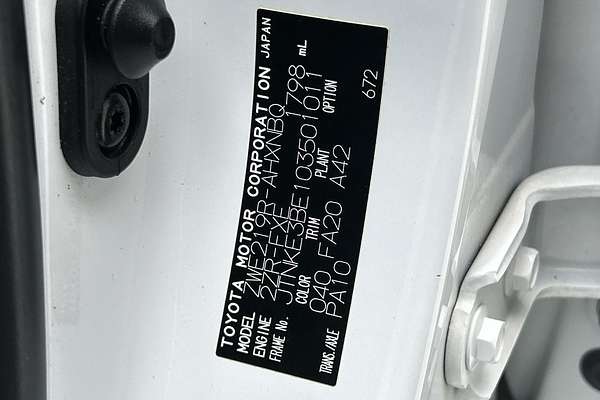 TOYOTA MOTOR CORPORATION JAPAN
MODEL ZWE219R-AHXNBQ
ENGINE 2ZR-FXE 1798 mL
FRAME No. JTNKE3BE103501011
COLOR TRIM PLANT OPTION
040 FA20 A42
TRANS./AXLE PA10 672